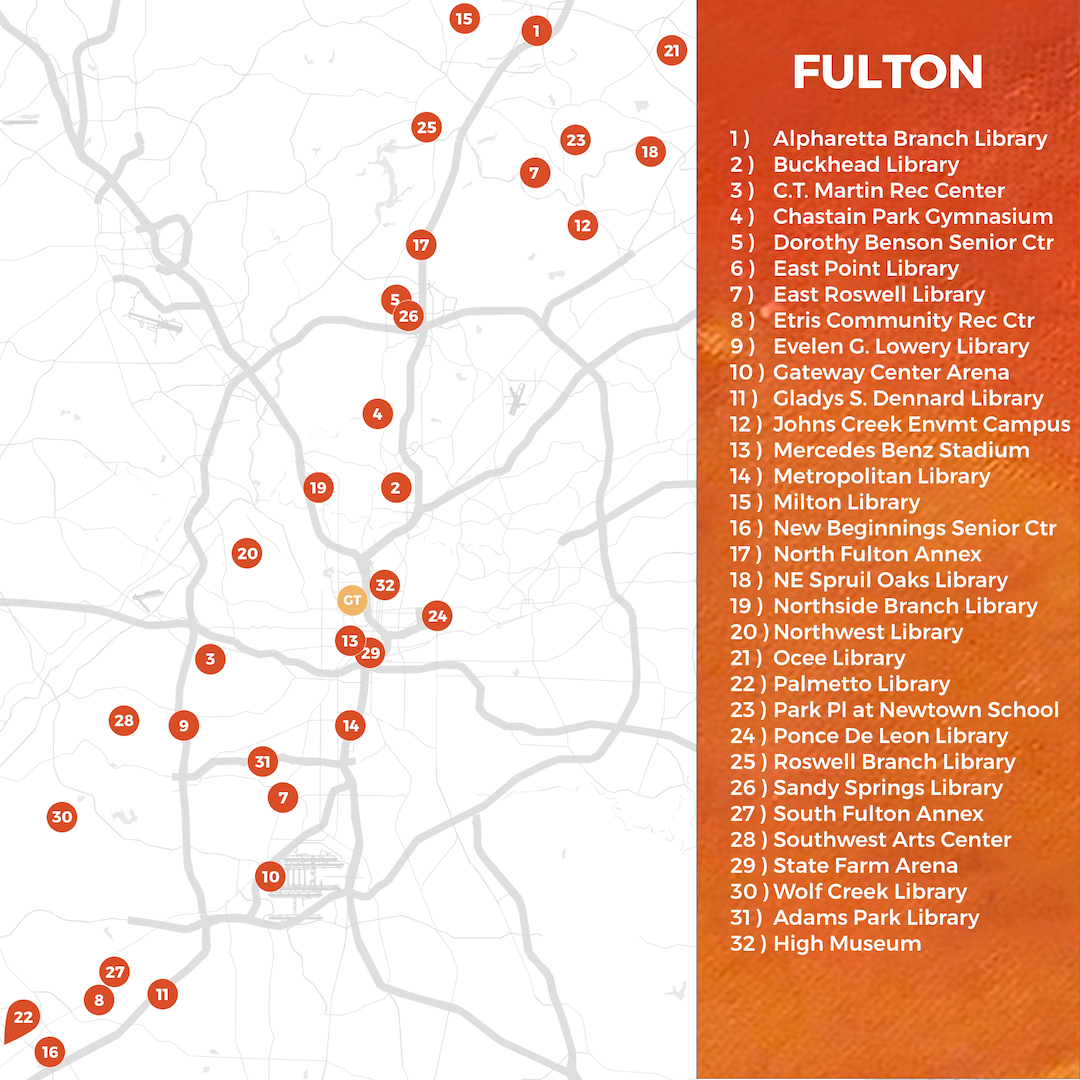 15
1
21
FULTON
25
23
18
7
12
17
5
26
4
19
2
20
32
GT
24
13
29
3
28
9
14
31
7
30
10
27
8
11
22
16
1 ) Alpharetta Branch Library
2 ) Buckhead Library
3 ) C.T. Martin Rec Center
4 ) Chastain Park Gymnasium
5 ) Dorothy Benson Senior Ctr
6 ) East Point Library
7 ) East Roswell Library
8 ) Etris Community Rec Ctr
9 ) Evelen G. Lowery Library
10 ) Gateway Center Arena
11 ) Gladys S. Dennard Library
12 ) Johns Creek Envmt Campus
13 ) Mercedes Benz Stadium
14 ) Metropolitan Library
15 ) Milton Library
16 ) New Beginnings Senior Ctr
17 ) North Fulton Annex
18 ) NE Spruil Oaks Library
19 ) Northside Branch Library
20 ) Northwest Library
21 ) Ocee Library
22 ) Palmetto Library
23 ) Park Pl at Newtown School
24 ) Ponce De Leon Library
25 ) Roswell Branch Library
26 ) Sandy Springs Library
27 ) South Fulton Annex
28 ) Southwest Arts Center
29 ) State Farm Arena
30 ) Wolf Creek Library
31 ) Adams Park Library
32 ) High Museum